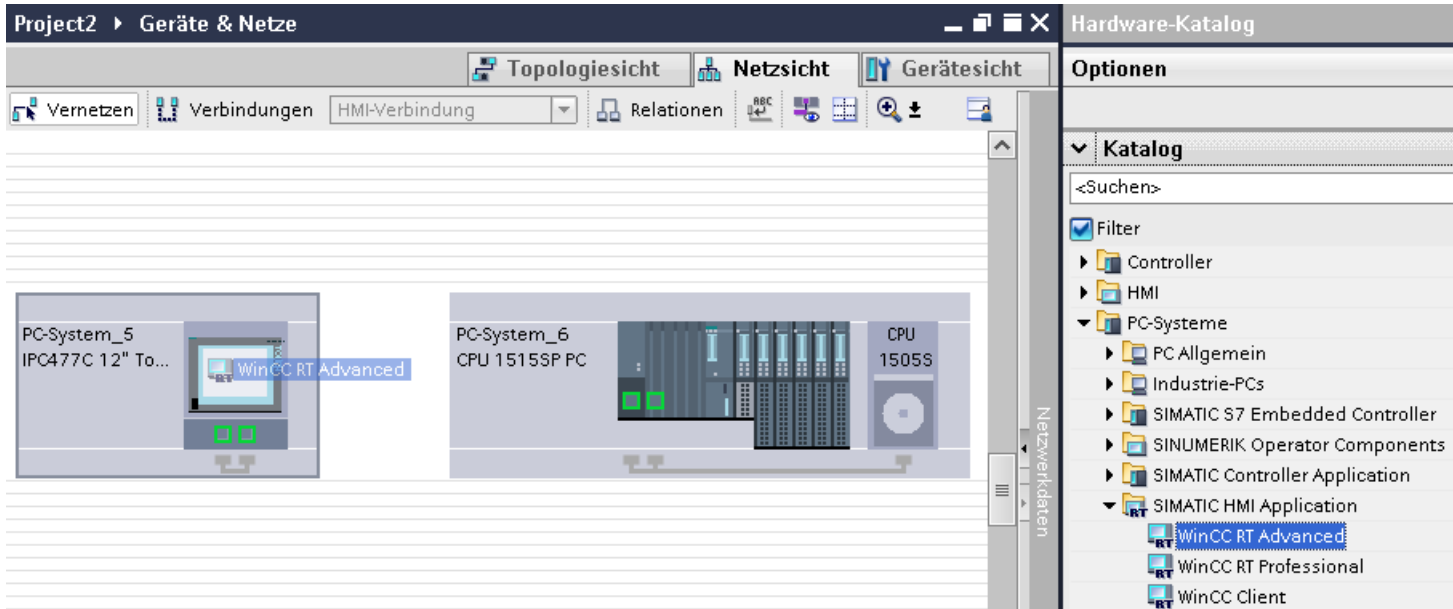 Project2 ▸ Geräte & Netze
Topologiesicht Netzsicht Gerätesicht
Vernetzen Verbindungen HMI-Verbindung Relationen
PC-System_5
IPC477C 12" To...
WinCC RT Advanced
PC-System_6
CPU 1515SP PC
CPU
1505S
Netzwerkdaten
Hardware-Katalog
Optionen
Katalog
<Suchen>
Filter
Controller
HMI
PC-Systeme
PC Allgemein
Industrie-PCs
SIMATIC S7 Embedded Controller
SINUMERIK Operator Components
SIMATIC Controller Application
SIMATIC HMI Application
WinCC RT Advanced
WinCC RT Professional
WinCC Client